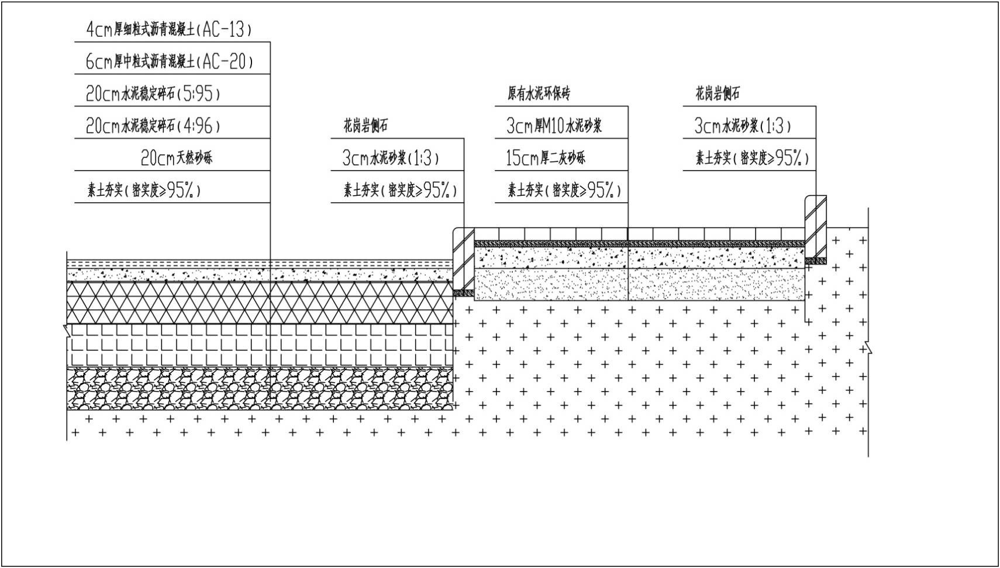 4cm厚细粒式沥青混凝土(AC-13)
6cm厚中粒式沥青混凝土(AC-20)
20cm水泥稳定碎石(5:95)
20cm水泥稳定碎石(4:96)
20cm天然砂砾
素土夯实(密实度≥95%)
花岗岩侧石
3cm水泥砂浆(1:3)
素土夯实(密实度≥95%)
原有水泥环保砖
3cm厚M10水泥砂浆
15cm厚二灰砂砾
素土夯实(密实度≥95%)
花岗岩侧石
3cm水泥砂浆(1:3)
素土夯实(密实度≥95%)